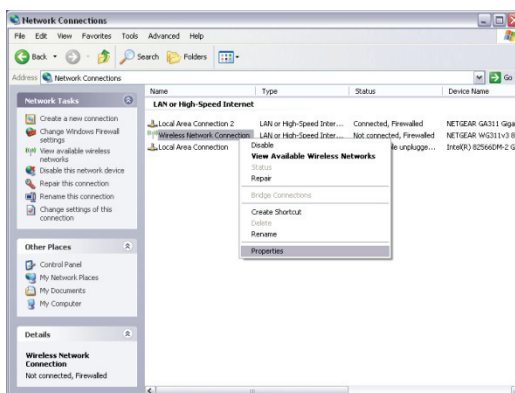 Network Connections
File Edit View Favorites Tools Advanced Help
Back Search Folders
Address Network Connections Go
Network Tasks
Create a new connection
Change Windows Firewall
settings
View available wireless
networks
Disable this network device
Repair this connection
Rename this connection
Change settings of this
connection
Other Places
Control Panel
My Network Places
My Documents
My Computer
Details
Wireless Network
Connection
Not connected, Firewalled
Name Type Status Device Name
LAN or High-Speed Internet
Local Area Connection 2 LAN or High-Speed Inter... Connected, Firewalled NETGEAR GA311 Giga
Wireless Network Connection LAN or High-Speed Inter... Not connected, Firewalled NETGEAR WG311v3 8
Local Area Connection le unplugge... Intel(R) 82566DM-2 G
Disable
View Available Wireless Networks
Status
Repair
Bridge Connections
Create Shortcut
Delete
Rename
Properties